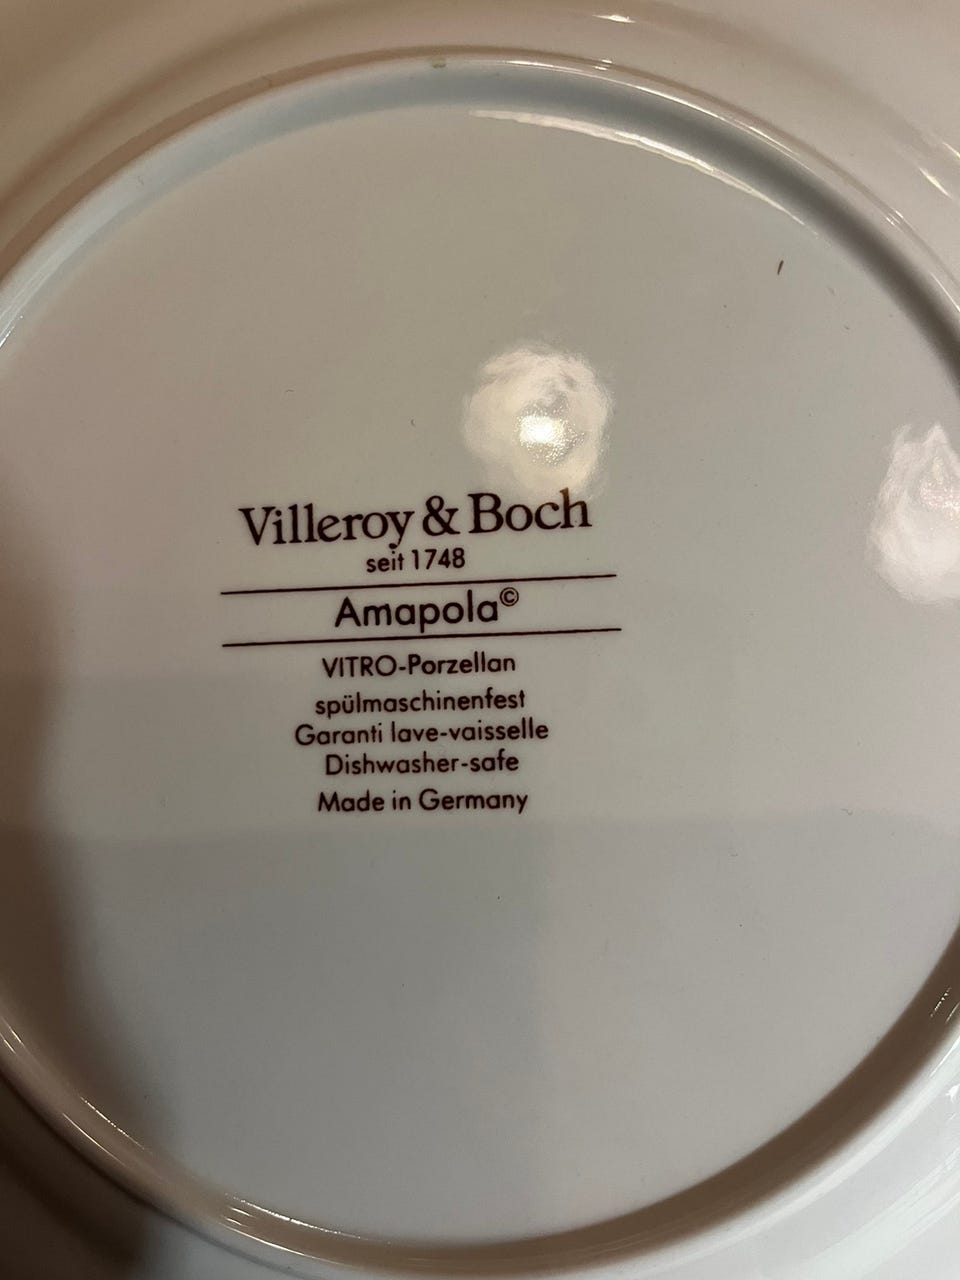 Villeroy & Boch
seit 1748
Amapola©
VITRO-Porzellan
spülmaschinenfest
Garanti lave-vaisselle
Dishwasher-safe
Made in Germany